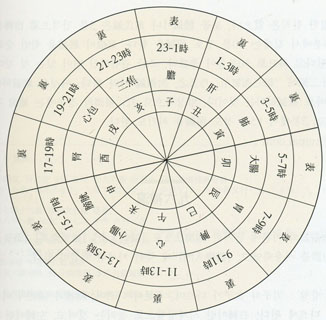 表 23-1時 膽 子
裏 1-3時 肝 丑
裏 3-5時 肺 寅
表 5-7時 大腸 卯
表 7-9時 胃 辰
裏 9-11時 脾 巳
裏 11-13時 心 午
表 13-15時 小腸 未
表 15-17時 膀胱 申
裏 17-19時 腎 酉
裏 19-21時 心包 戌
裏 21-23時 三焦 亥